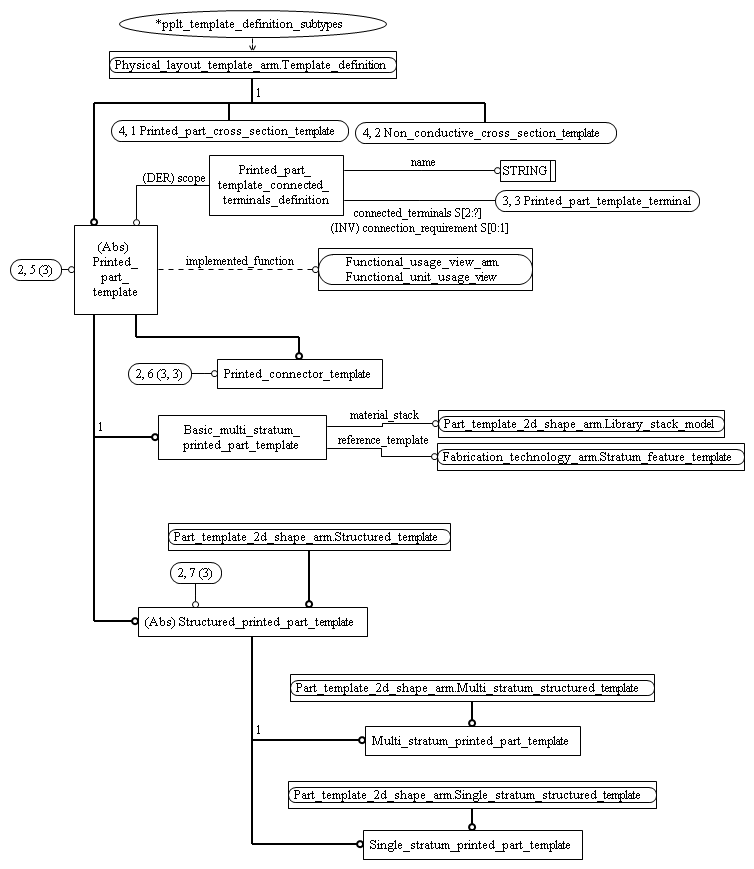 *pplt_template_definition_subtypes
Physical_layout_template_arm.Template_definition
1
4, 1 Printed_part_cross_section_template
4, 2 Non_conductive_cross_section_template
(DER) scope
Printed_part_
template_connected_
terminals_definition
name
STRING
3, 3 Printed_part_template_terminal
connected_terminals S[2:?]
(INV) connection_requirement S[0:1]
2, 5 (3)
(Abs)
Printed_
part_
template
implemented_function
Functional_usage_view_arm.
Functional_unit_usage_view
2, 6 (3, 3)
Printed_connector_template
1
Basic_multi_stratum_
printed_part_template
material_stack
Part_template_2d_shape_arm.Library_stack_model
reference_template
Fabrication_technology_arm.Stratum_feature_template
Part_template_2d_shape_arm.Structured_template
2, 7 (3)
(Abs) Structured_printed_part_template
Part_template_2d_shape_arm.Multi_stratum_structured_template
1
Multi_stratum_printed_part_template
Part_template_2d_shape_arm.Single_stratum_structured_template
Single_stratum_printed_part_template